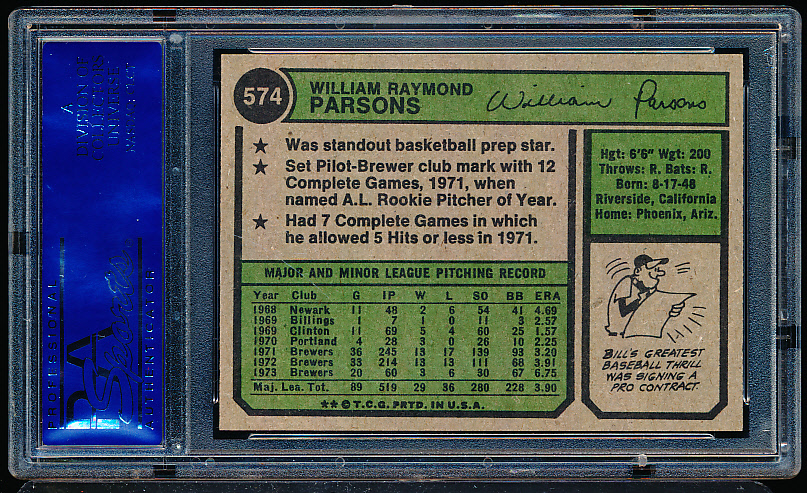 574
WILLIAM RAYMOND
PARSONS
William Parsons
★ Was standout basketball prep star.
★ Set Pilot-Brewer club mark with 12
Complete Games, 1971, when
named A.L. Rookie Pitcher of Year.
★ Had 7 Complete Games in which
he allowed 5 Hits or less in 1971.
Hgt: 6'6" Wgt: 200
Throws: R. Bats: R.
Born: 8-17-48
Riverside, California
Home: Phoenix, Ariz.
MAJOR AND MINOR LEAGUE PITCHING RECORD
Year Club G IP W L SO BB ERA
1968 Newark 11 48 2 6 54 41 4.69
1969 Billings 1 7 1 0 11 3 2.57
1969 Clinton 11 69 5 4 60 25 1.57
1970 Portland 4 28 3 0 10 10 2.25
1971 Brewers 36 245 13 17 139 93 3.20
1972 Brewers 33 214 13 13 111 68 3.91
1973 Brewers 20 60 3 6 30 67 6.75
Maj. Lea. Tot. 89 519 29 36 280 228 3.90
★★ © T.C.G. PRTD. IN U.S.A.
BILL'S GREATEST
BASEBALL THRILL
WAS SIGNING A
PRO CONTRACT.
PROFESSIONAL